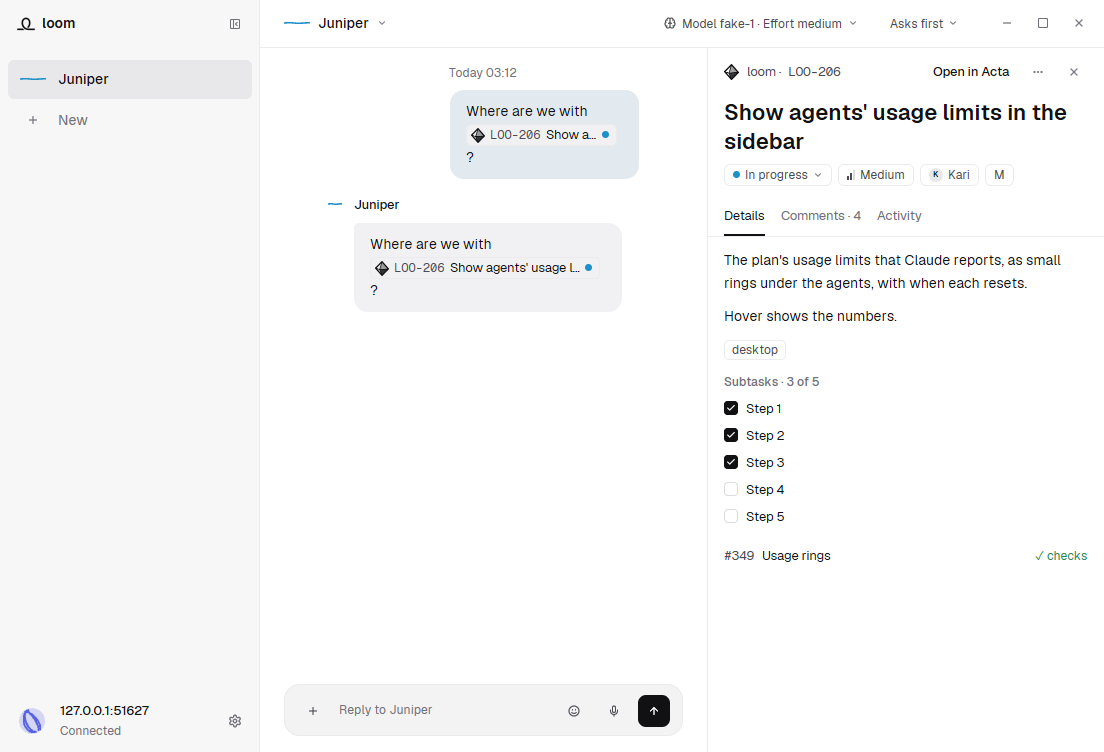 loom
Juniper
New
127.0.0.1:51627
Connected
Juniper
Model fake-1 · Effort medium
Asks first
Today 03:12
Where are we with
LOO-206 Show a...
?
Juniper
Where are we with
LOO-206 Show agents' usage l...
?
Reply to Juniper
loom · LOO-206
Open in Acta
Show agents' usage limits in the
sidebar
In progress
Medium
K Kari
M
Details
Comments · 4
Activity
The plan's usage limits that Claude reports, as small
rings under the agents, with when each resets.
Hover shows the numbers.
desktop
Subtasks · 3 of 5
Step 1
Step 2
Step 3
Step 4
Step 5
#349 Usage rings
✓ checks